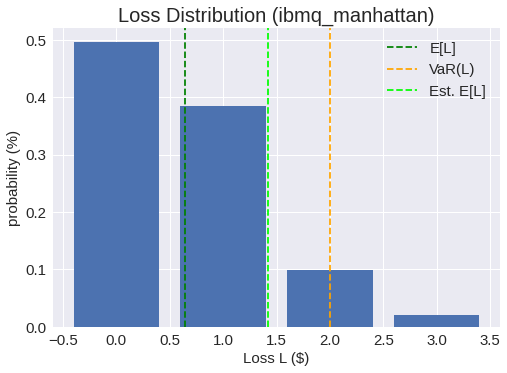 Loss Distribution (ibmq_manhattan)
E[L]
VaR(L)
Est. E[L]
probability (%)
0.5
0.4
0.3
0.2
0.1
0.0
−0.5 0.0 0.5 1.0 1.5 2.0 2.5 3.0 3.5
Loss L ($)